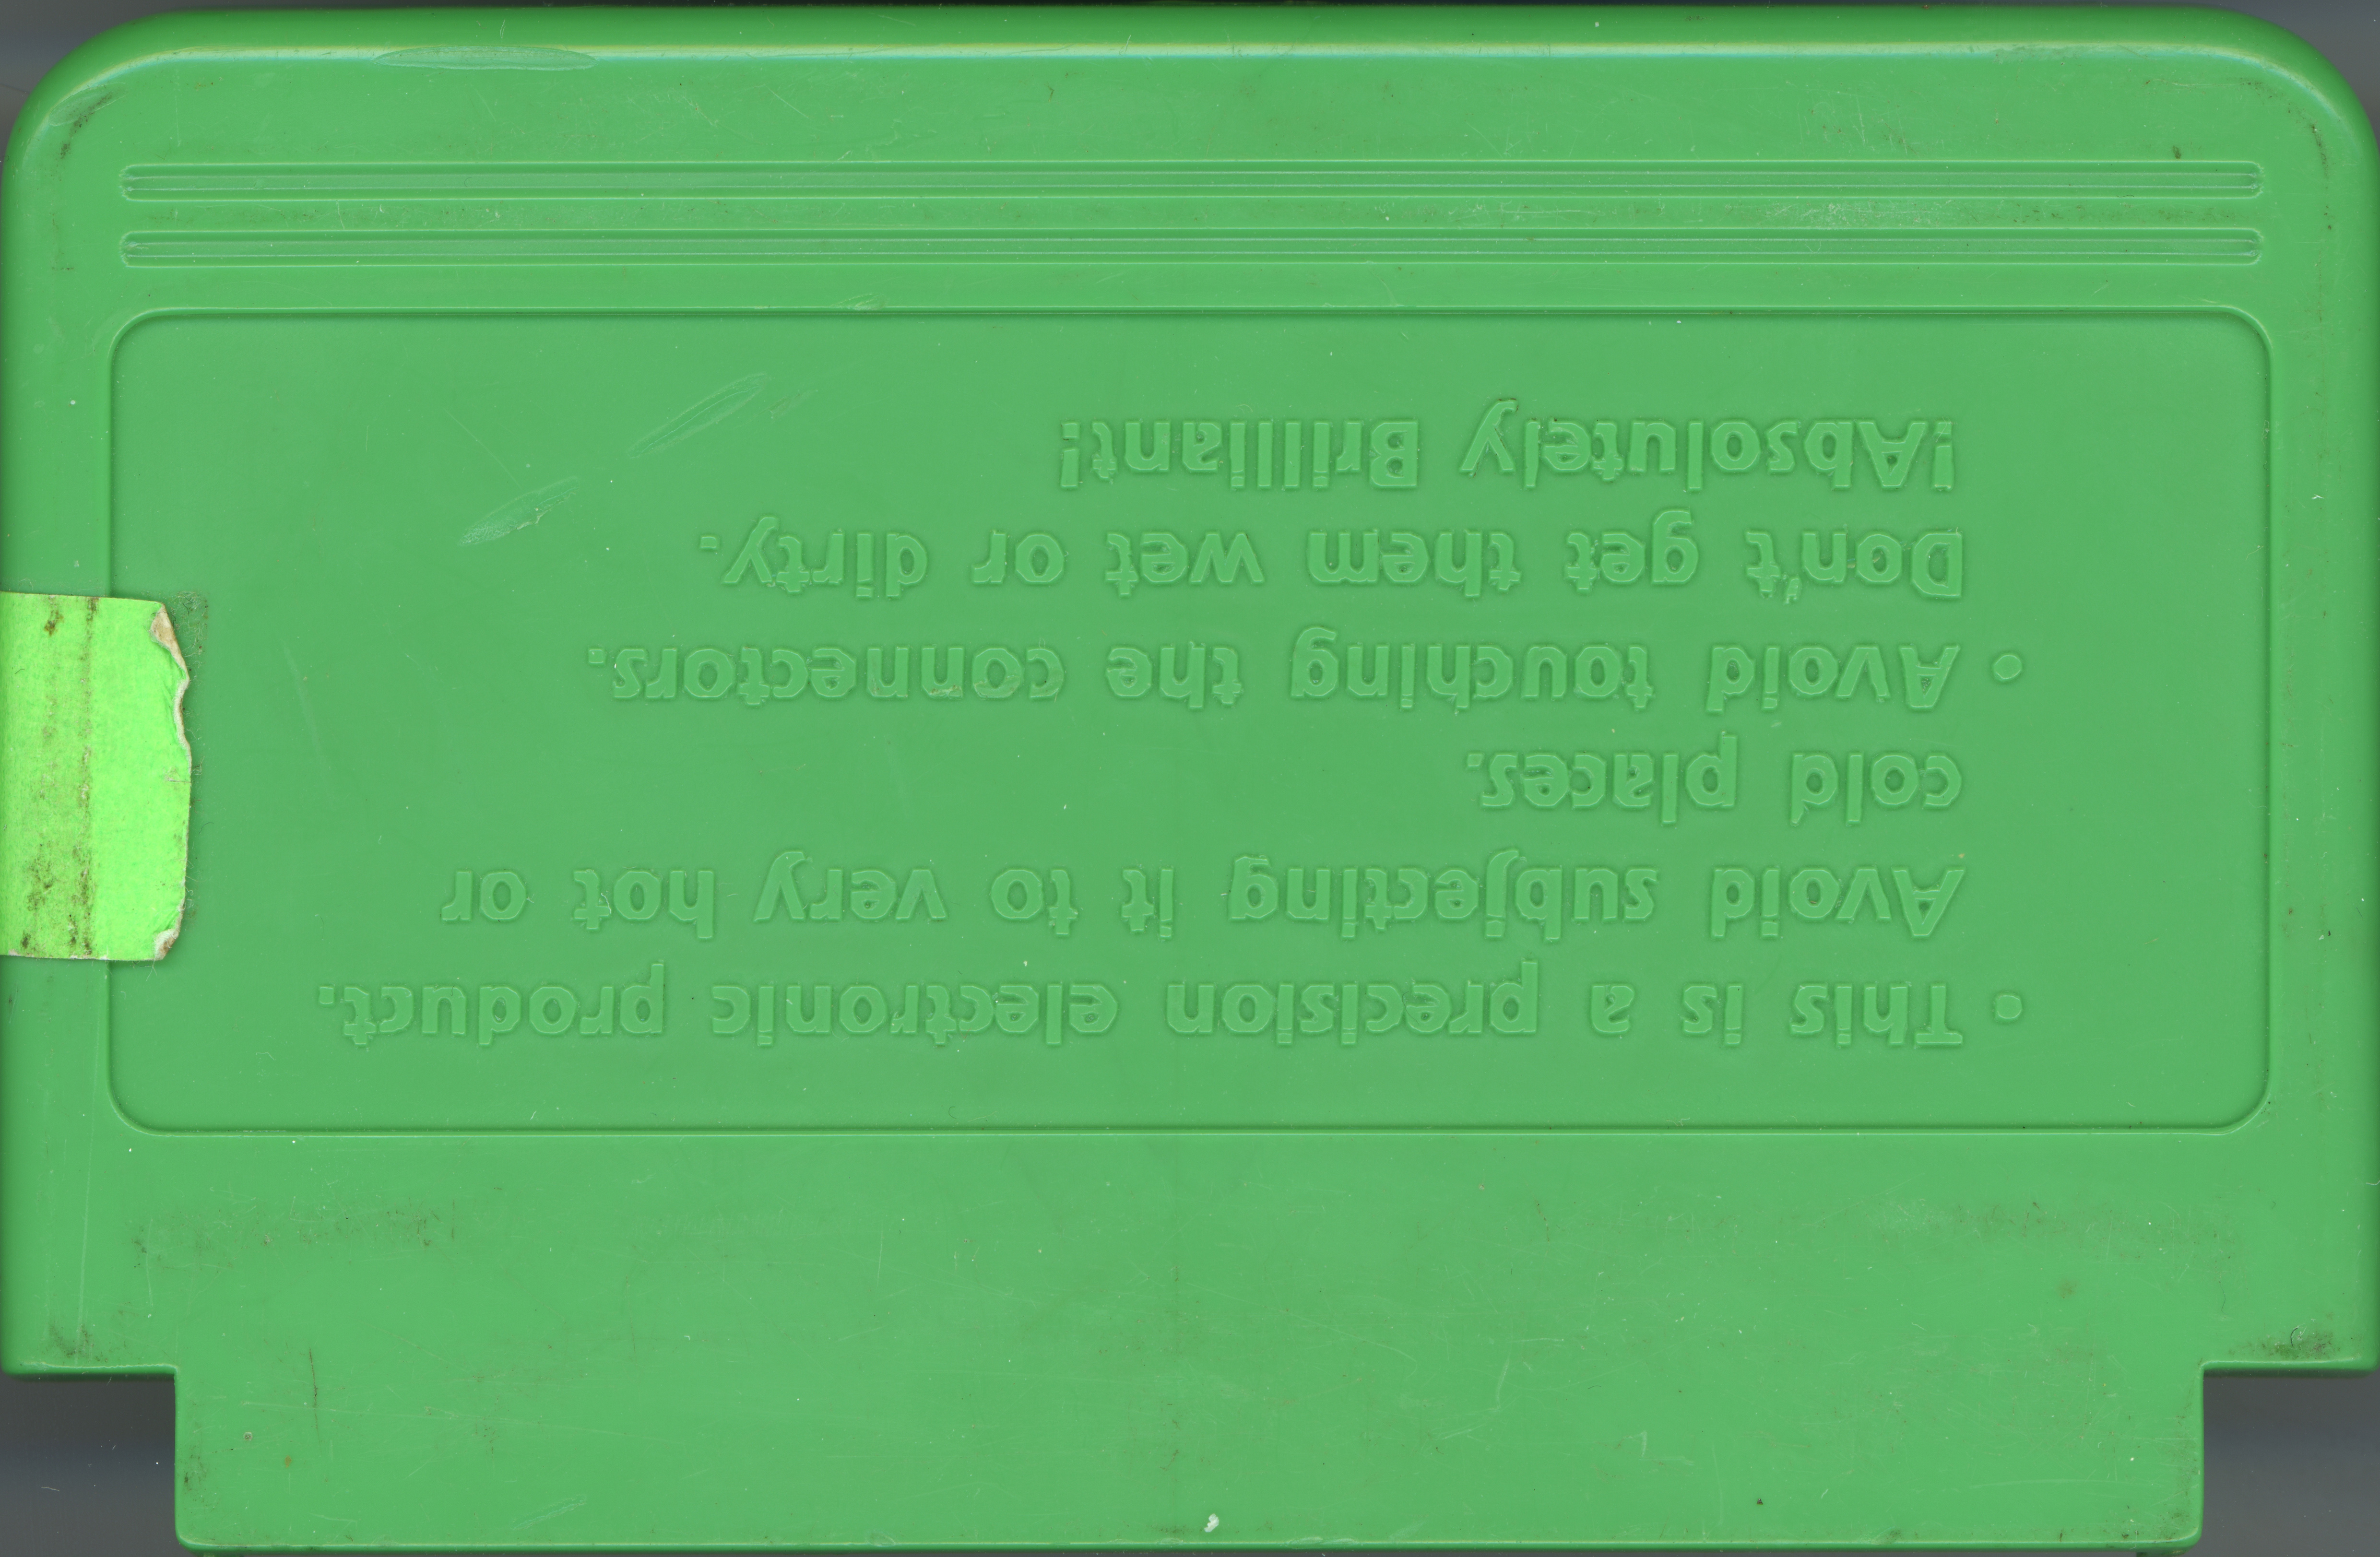 • This is a precision electronic product.
Avoid subjecting it to very hot or
cold places.
• Avoid touching the connectors.
Don't get them wet or dirty.
!Absolutely Brilliant!